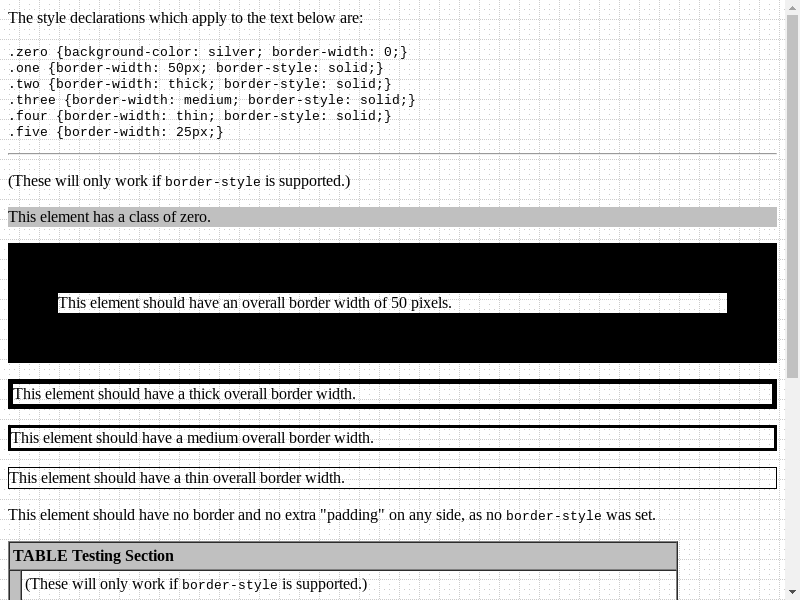 The style declarations which apply to the text below are:
.zero {background-color: silver; border-width: 0;}
.one {border-width: 50px; border-style: solid;}
.two {border-width: thick; border-style: solid;}
.three {border-width: medium; border-style: solid;}
.four {border-width: thin; border-style: solid;}
.five {border-width: 25px;}
(These will only work if border-style is supported.)
This element has a class of zero.
This element should have an overall border width of 50 pixels.
This element should have a thick overall border width.
This element should have a medium overall border width.
This element should have a thin overall border width.
This element should have no border and no extra "padding" on any side, as no border-style was set.
TABLE Testing Section
(These will only work if border-style is supported.)